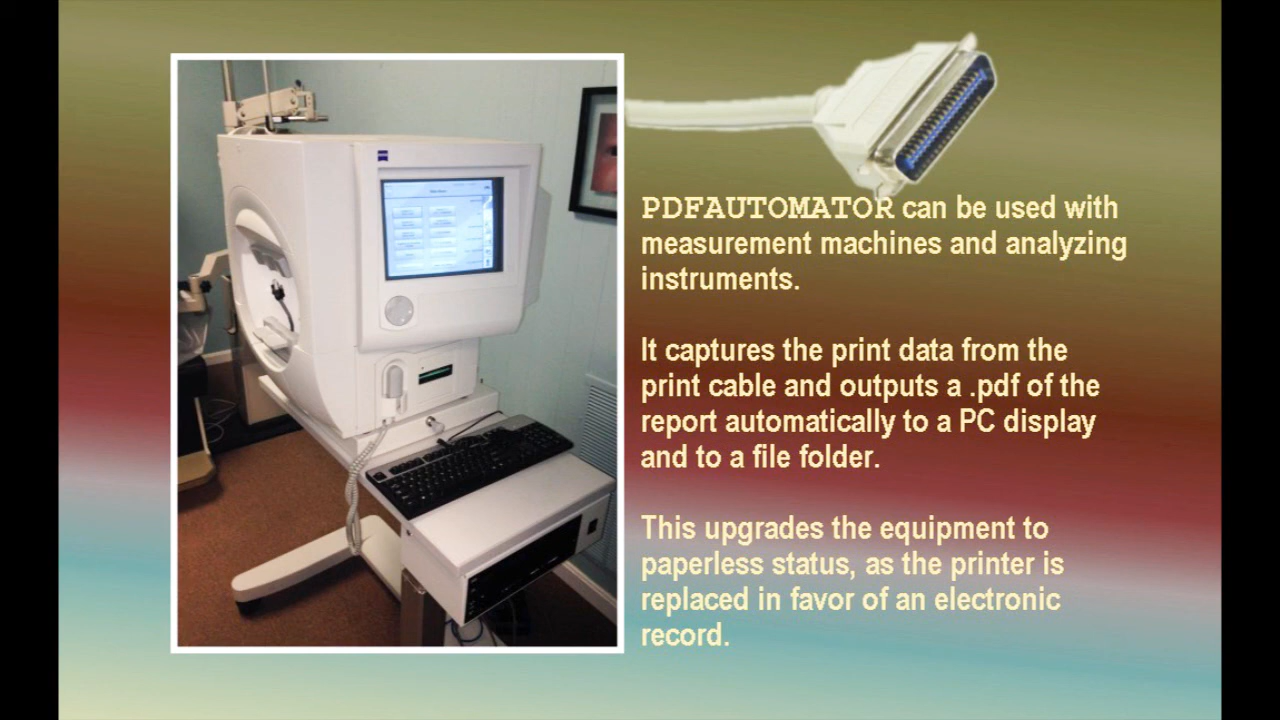 PDFAUTOMATOR can be used with
measurement machines and analyzing
instruments.
It captures the print data from the
print cable and outputs a .pdf of the
report automatically to a PC display
and to a file folder.
This upgrades the equipment to
paperless status, as the printer is
replaced in favor of an electronic
record.